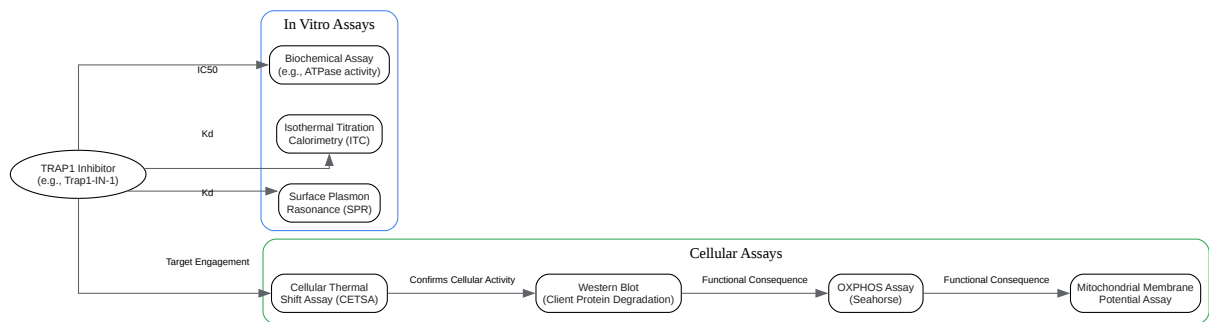 In Vitro Assays
Biochemical Assay
(e.g., ATPase activity)
IC50
Isothermal Titration
Calorimetry (ITC)
Kd
TRAP1 Inhibitor
(e.g., Trap1-IN-1)
Kd
Surface Plasmon
Rasonance (SPR)
Cellular Assays
Target Engagement
Cellular Thermal
Shift Assay (CETSA)
Confirms Cellular Activity
Western Blot
(Client Protein Degradation)
Functional Consequence
OXPHOS Assay
(Seahorse)
Functional Consequence
Mitochondrial Membrane
Potential Assay